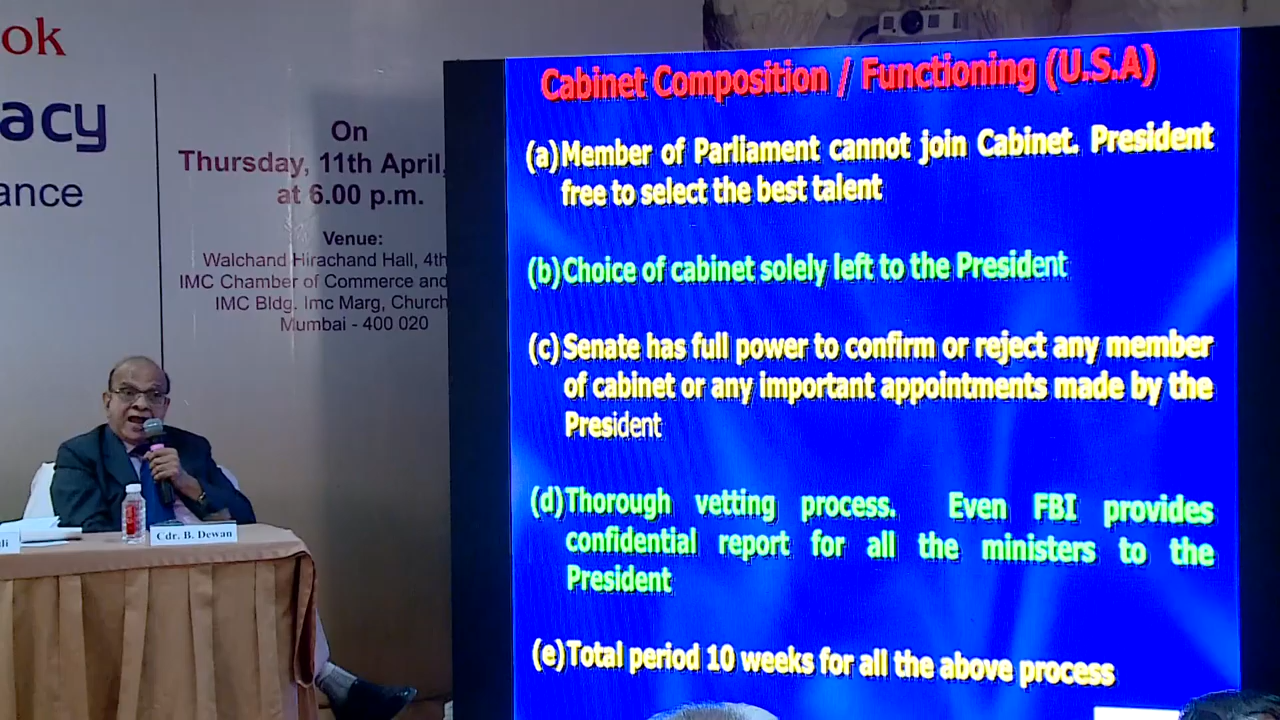 ok
acy
ance
On
Thursday, 11th April,
at 6.00 p.m.
Venue:
Walchand Hirachand Hall, 4th
IMC Chamber of Commerce and
IMC Bldg. Imc Marg, Church
Mumbai - 400 020
li
Cdr. B. Dewan
Cabinet Composition / Functioning (U.S.A)
(a) Member of Parliament cannot join Cabinet. President
free to select the best talent
(b) Choice of cabinet solely left to the President
(c) Senate has full power to confirm or reject any member
of cabinet or any important appointments made by the
President
(d) Thorough vetting process. Even FBI provides
confidential report for all the ministers to the
President
(e) Total period 10 weeks for all the above process